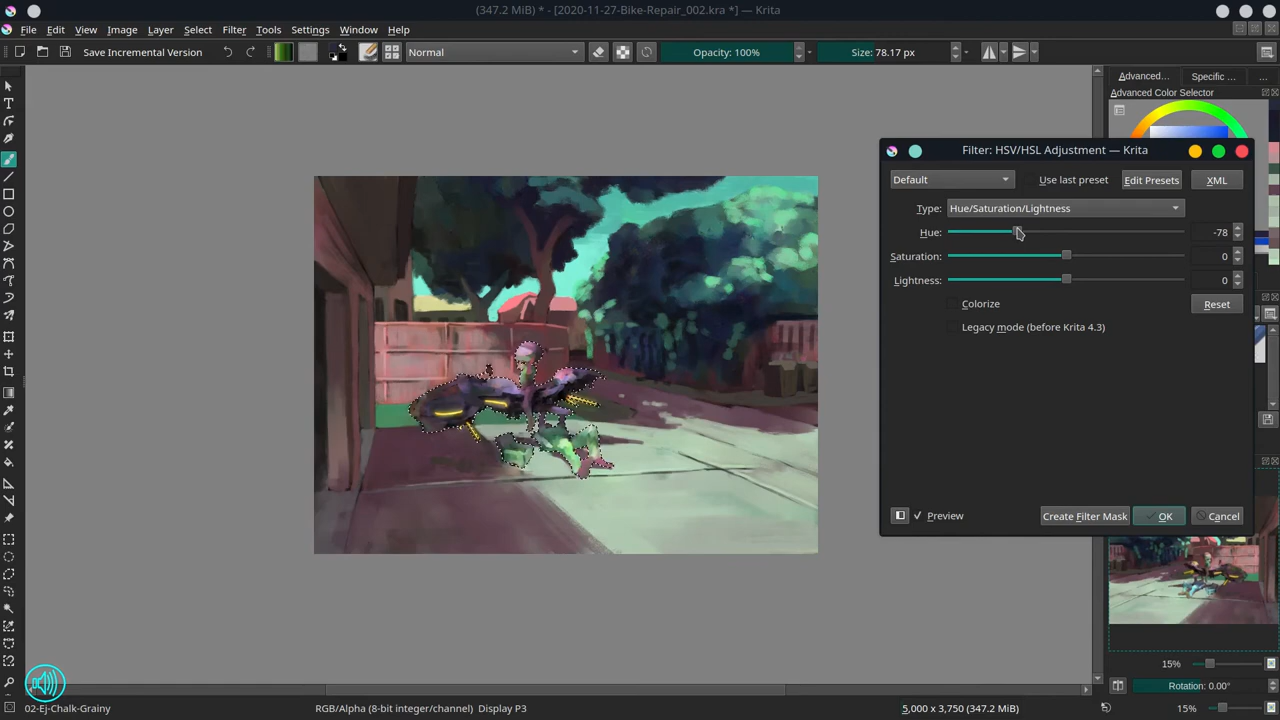 (347.2 MiB) * - [2020-11-27-Bike-Repair_002.kra *] — Krita
File Edit View Image Layer Select Filter Tools Settings Window Help
Save Incremental Version Normal Opacity: 100% Size: 78.17 px
Advanced... Specific ... ...
Advanced Color Selector
Filter: HSV/HSL Adjustment — Krita
Default Use last preset Edit Presets XML
Type: Hue/Saturation/Lightness
Hue: -78
Saturation: 0
Lightness: 0
Colorize Reset
Legacy mode (before Krita 4.3)
Preview Create Filter Mask OK Cancel
15%
Rotation: 0.00°
02-Ej-Chalk-Grainy RGB/Alpha (8-bit integer/channel) Display P3 5,000 x 3,750 (347.2 MiB) 15%